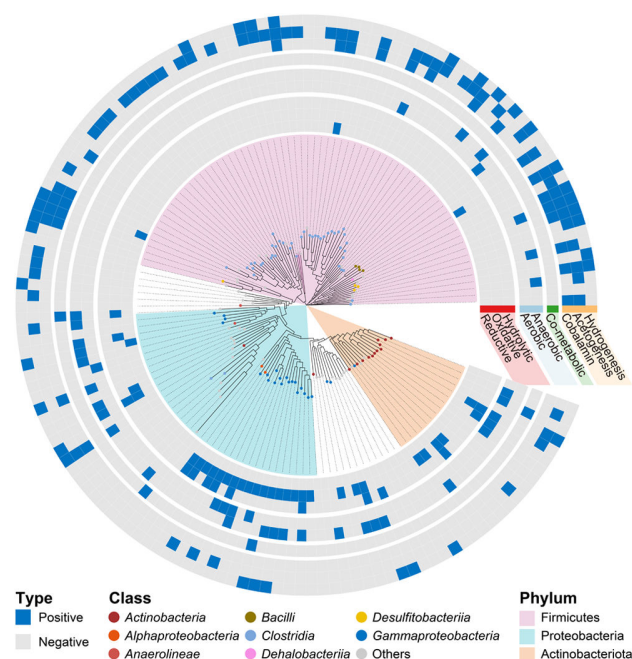 Hydrolytic
Oxidative
Reductive
Anaerobic
Aerobic
Co-metabolic
Hydrogenesis
Acetogenesis
Cobalamin
Type
Positive
Negative
Class
Actinobacteria
Alphaproteobacteria
Anaerolineae
Bacilli
Clostridia
Dehalobacteriia
Desulfitobacteriia
Gammaproteobacteria
Others
Phylum
Firmicutes
Proteobacteria
Actinobacteriota